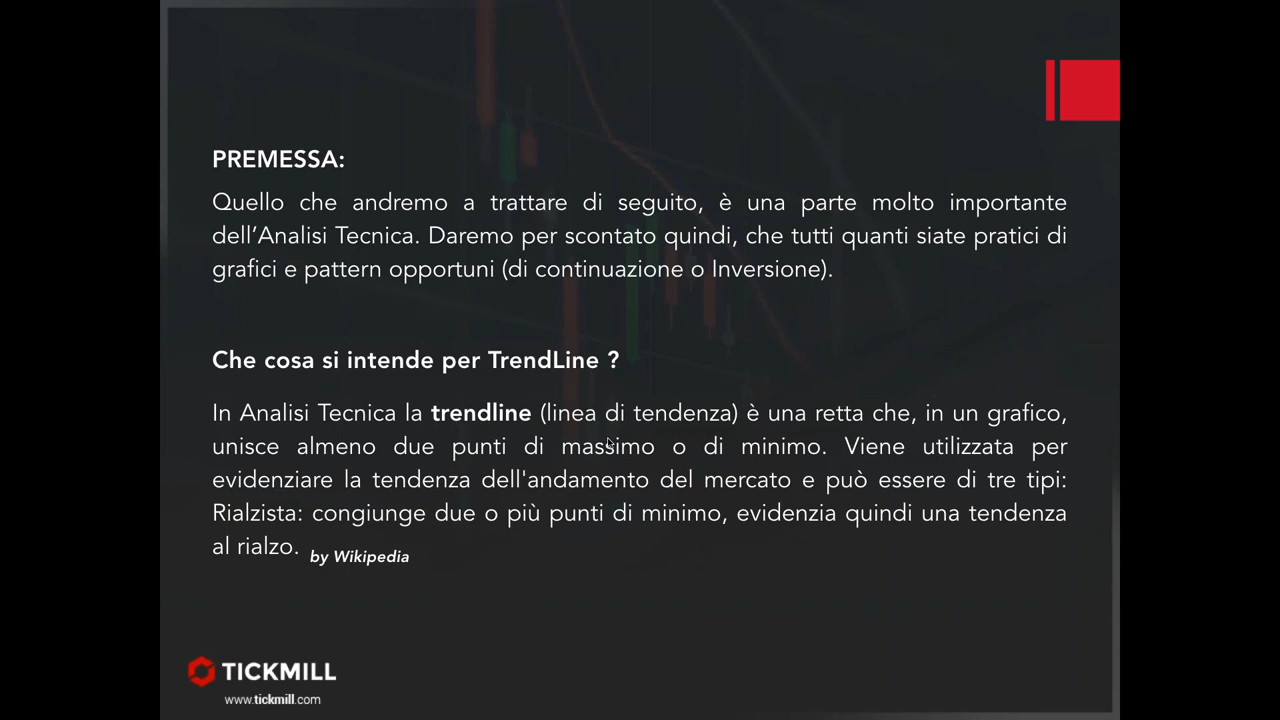 PREMESSA:
Quello che andremo a trattare di seguito, è una parte molto importante
dell’Analisi Tecnica. Daremo per scontato quindi, che tutti quanti siate pratici di
grafici e pattern opportuni (di continuazione o Inversione).
Che cosa si intende per TrendLine ?
In Analisi Tecnica la trendline (linea di tendenza) è una retta che, in un grafico,
unisce almeno due punti di massimo o di minimo. Viene utilizzata per
evidenziare la tendenza dell'andamento del mercato e può essere di tre tipi:
Rialzista: congiunge due o più punti di minimo, evidenzia quindi una tendenza
al rialzo. by Wikipedia
TICKMILL
www.tickmill.com